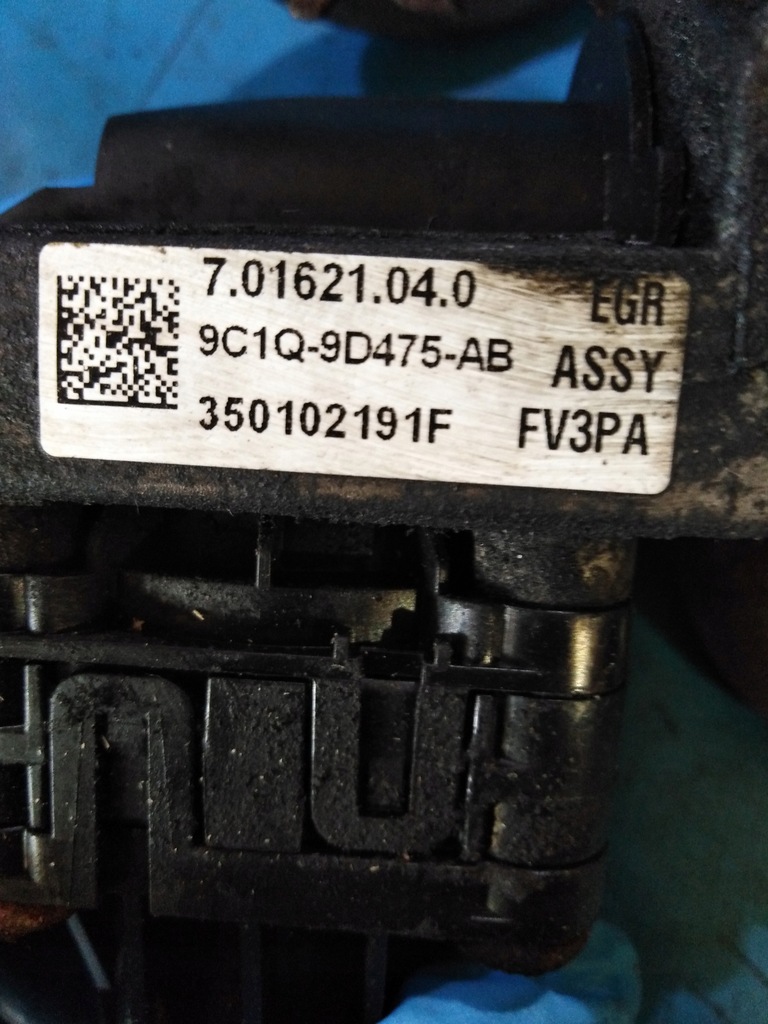 7.01621.04.0 EGR
9C1Q-9D475-AB ASSY
350102191F FV3PA